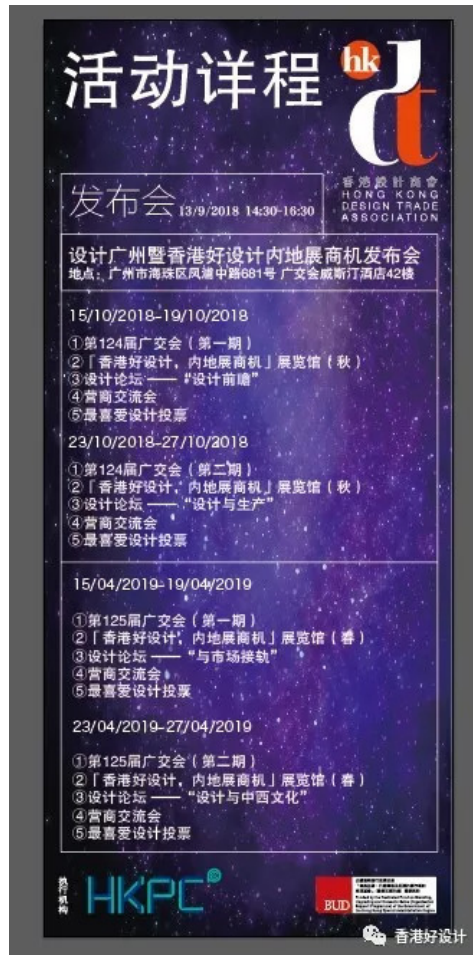 活动详程
hk
dt
香港設計商會
HONG KONG
DESIGN TRADE
ASSOCIATION
发布会 13/9/2018 14:30-16:30
设计广州暨香港好设计内地展商机发布会
地点：广州市海珠区凤浦中路681号 广交会威斯汀酒店42楼
15/10/2018-19/10/2018
①第124届广交会（第一期）
②「香港好设计，内地展商机」展览馆（秋）
③设计论坛 —— “设计前瞻”
④营商交流会
⑤最喜爱设计投票
23/10/2018-27/10/2018
①第124届广交会（第二期）
②「香港好设计，内地展商机」展览馆（秋）
③设计论坛 —— “设计与生产”
④营商交流会
⑤最喜爱设计投票
15/04/2019-19/04/2019
①第125届广交会（第一期）
②「香港好设计，内地展商机」展览馆（春）
③设计论坛 —— “与市场接轨”
④营商交流会
⑤最喜爱设计投票
23/04/2019-27/04/2019
①第125届广交会（第二期）
②「香港好设计，内地展商机」展览馆（春）
③设计论坛 —— “设计与中西文化”
④营商交流会
⑤最喜爱设计投票
执行机构
HKPC
BUD
香港好设计